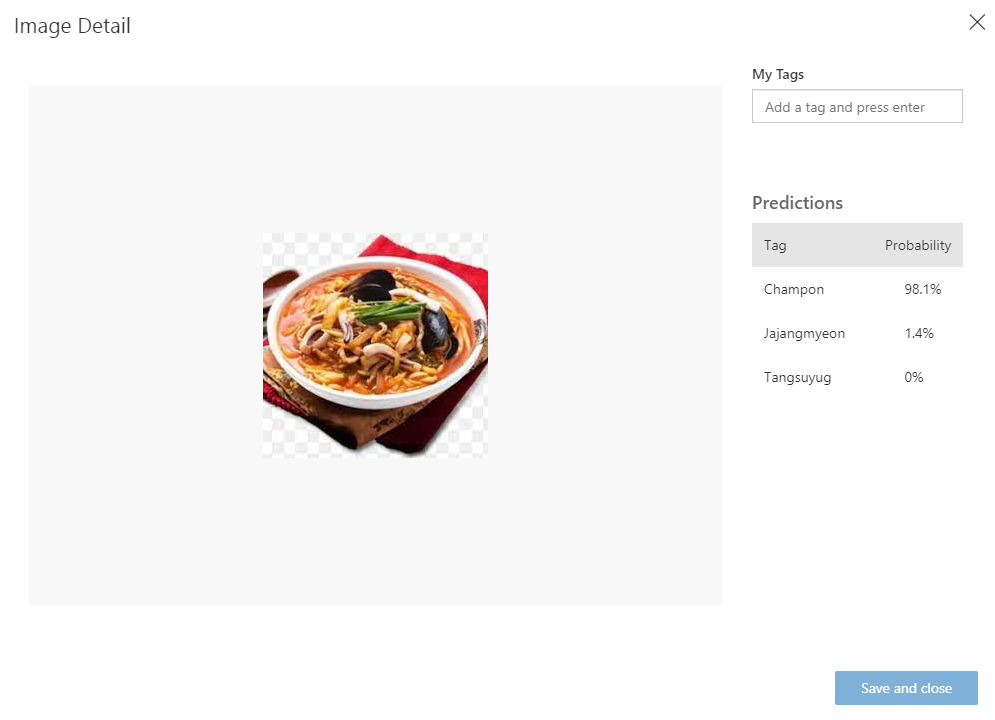 Image Detail
My Tags
Add a tag and press enter
Predictions
Tag Probability
Champon 98.1%
Jajangmyeon 1.4%
Tangsuyug 0%
Save and close